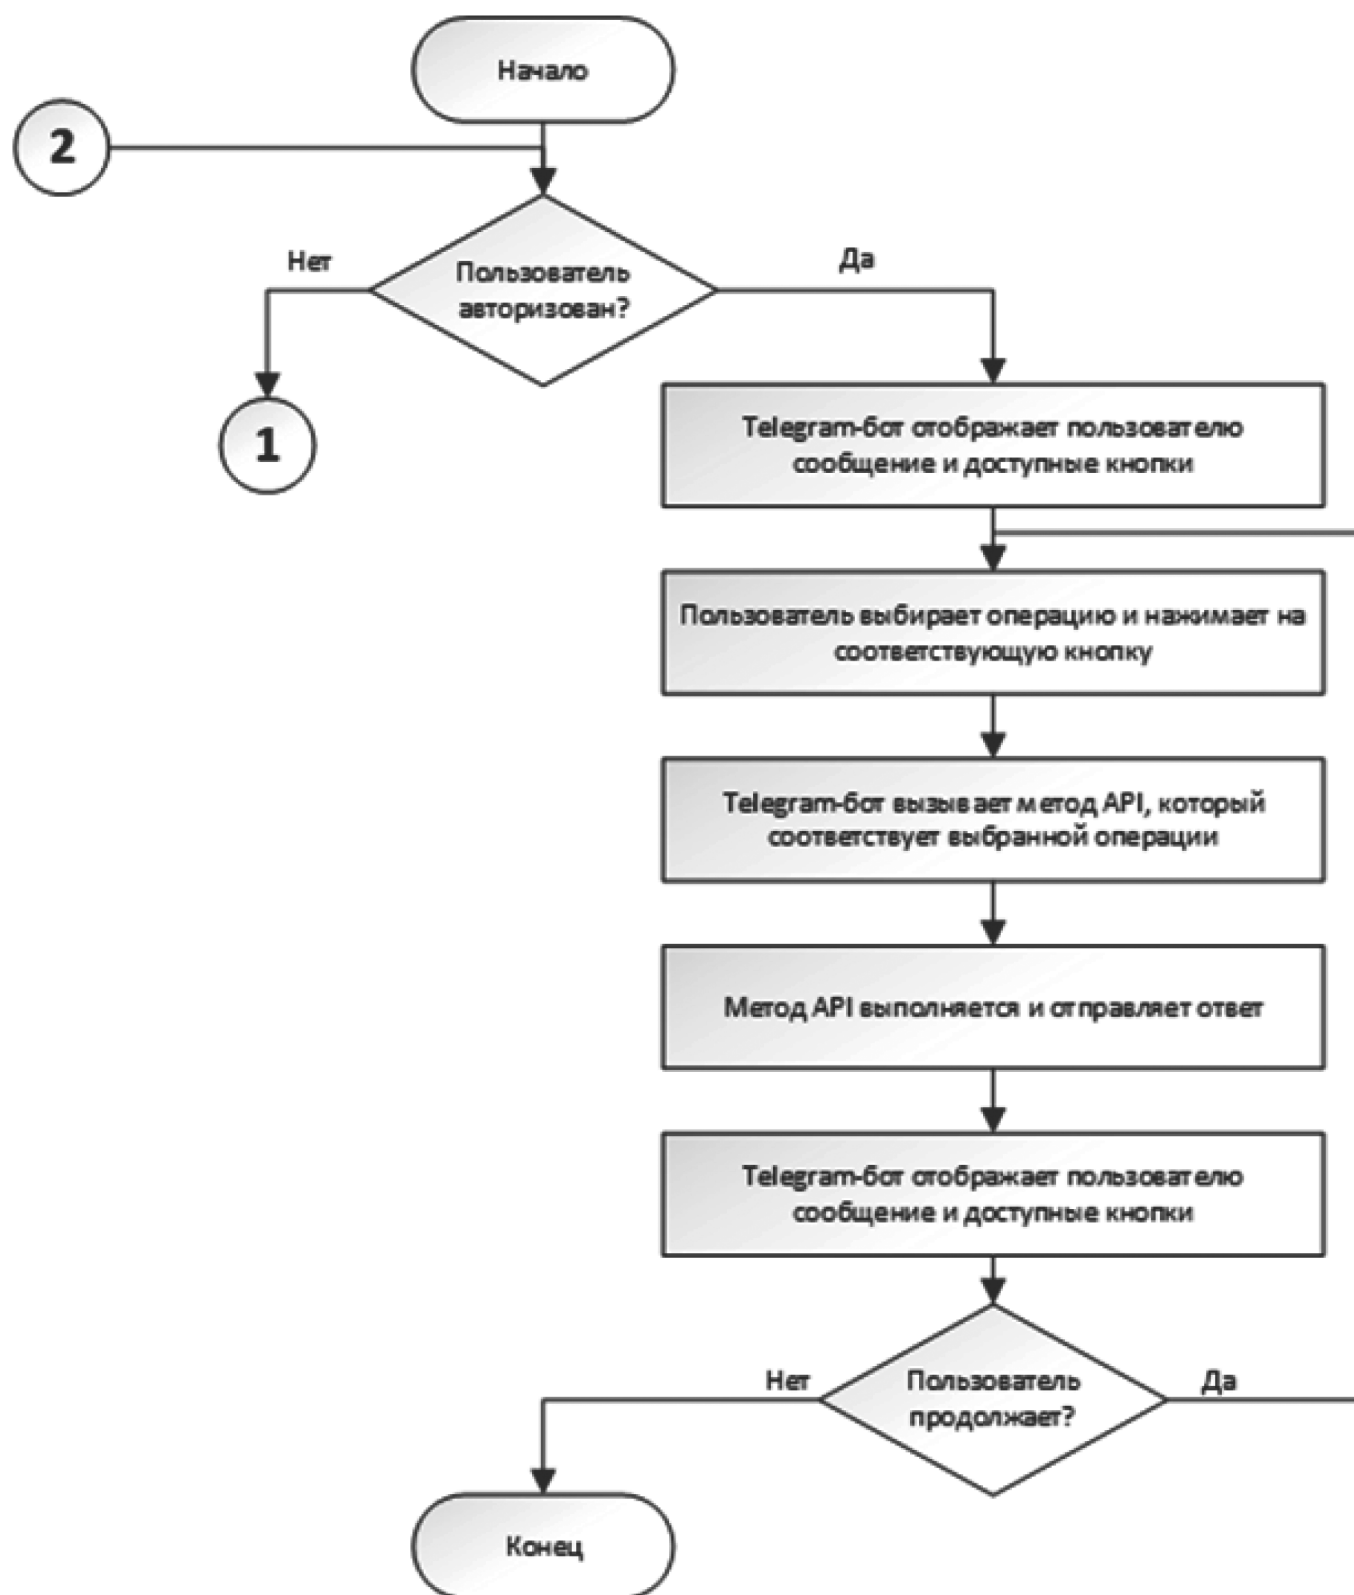 Начало
2
Нет
Пользователь
авторизован?
Да
1
Telegram-бот отображает пользователю
сообщение и доступные кнопки
Пользователь выбирает операцию и нажимает на
соответствующую кнопку
Telegram-бот вызывает метод API, который
соответствует выбранной операции
Метод API выполняется и отправляет ответ
Telegram-бот отображает пользователю
сообщение и доступные кнопки
Нет
Пользователь
продолжает?
Да
Конец